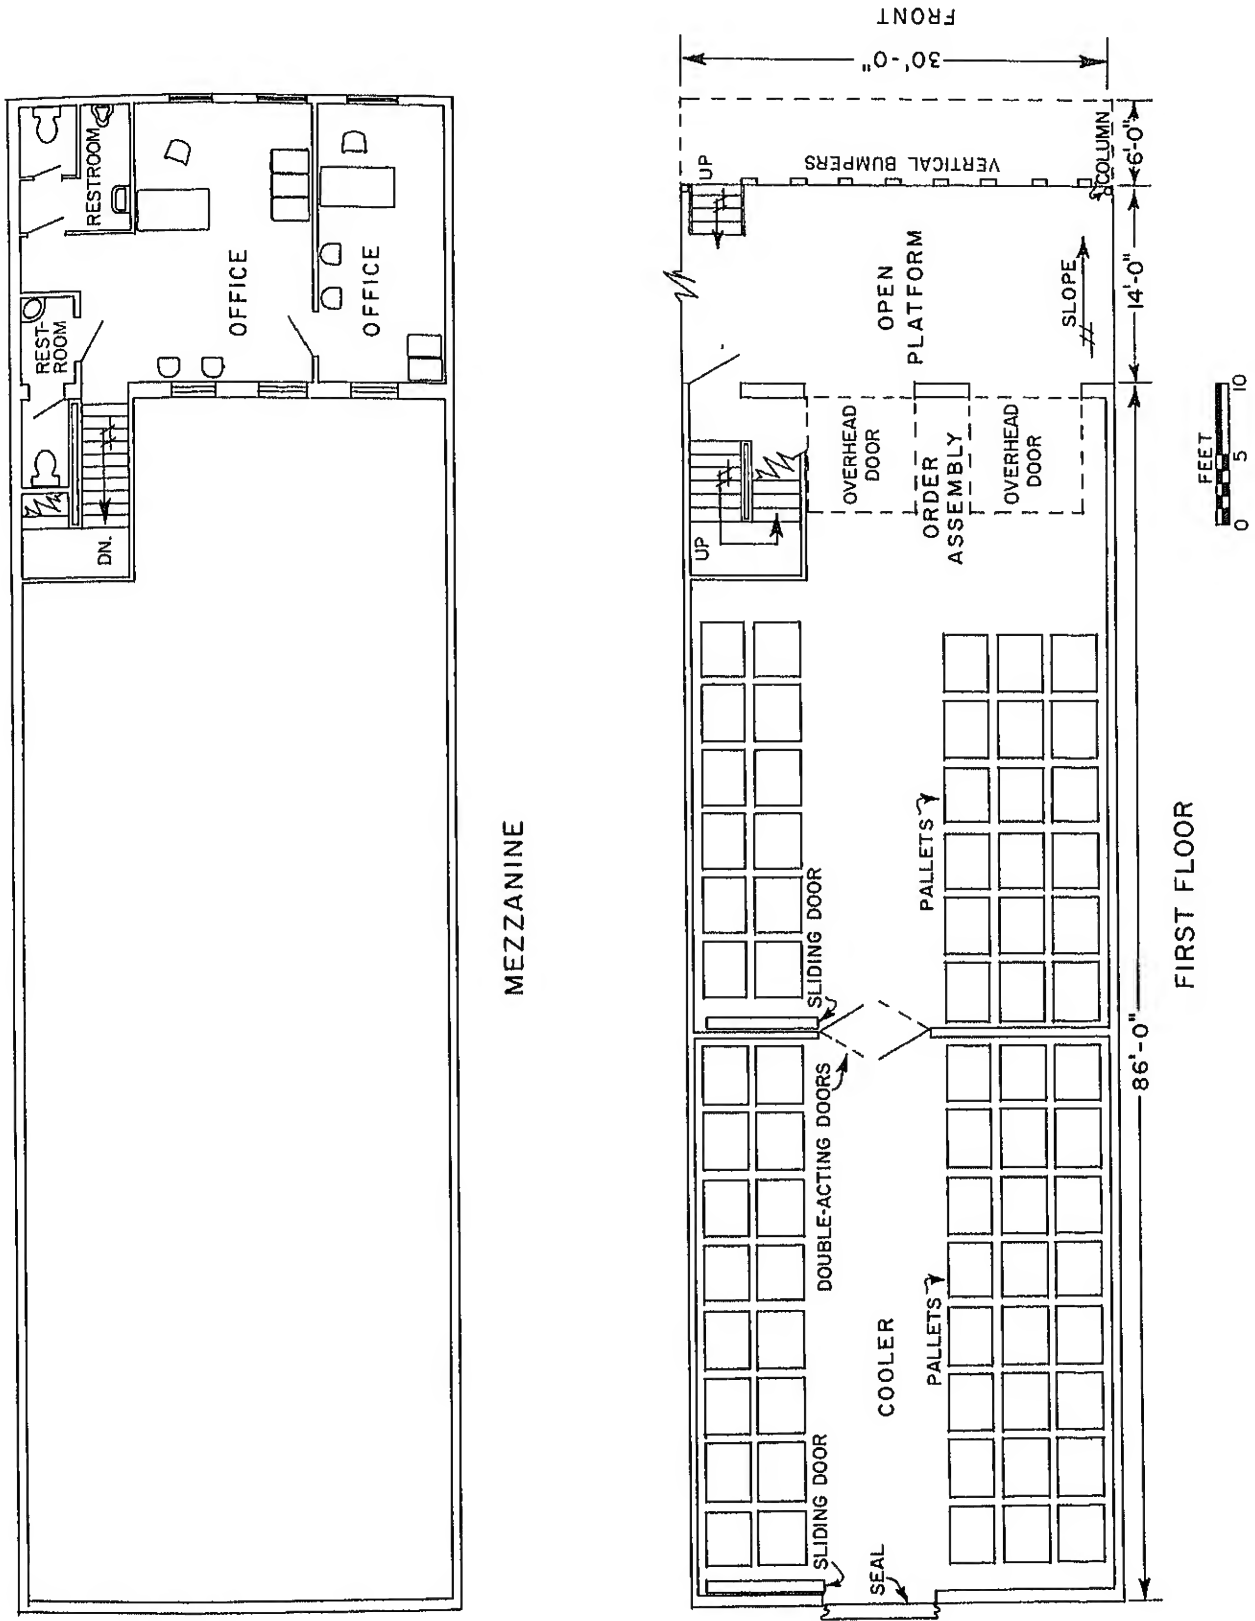 RESTROOM
REST-
ROOM
OFFICE
OFFICE
DN.
MEZZANINE
FRONT
30'-0"
UP
VERTICAL BUMPERS
COLUMN
6'-0"
OPEN
PLATFORM
SLOPE
14'-0"
UP
OVERHEAD
DOOR
ORDER
ASSEMBLY
OVERHEAD
DOOR
FEET
0 5 10
PALLETS
SLIDING DOOR
DOUBLE-ACTING DOORS
86'-0"
COOLER
PALLETS
SLIDING DOOR
SEAL
FIRST FLOOR